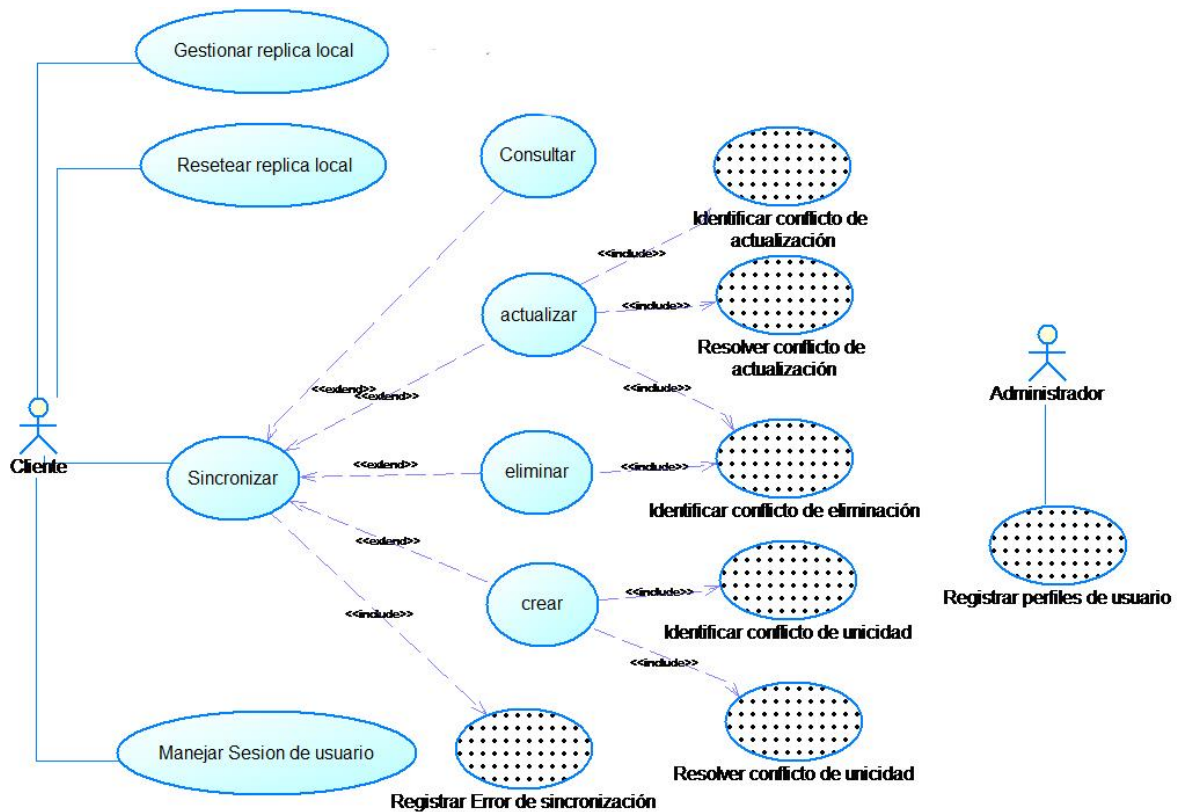 Gestionar replica local
Resetear replica local
Consultar
Identificar conflicto de
actualización
<<include>>
actualizar
<<include>>
Resolver conflicto de
actualización
<<include>>
<<extend>>
<<extend>>
Administrador
Cliente
Sincronizar
<<extend>>
eliminar
<<include>>
Identificar conflicto de eliminación
<<extend>>
crear
<<include>>
Identificar conflicto de unicidad
Registrar perfiles de usuario
<<include>>
<<include>>
Manejar Sesion de usuario
Resolver conflicto de unicidad
Registrar Error de sincronización